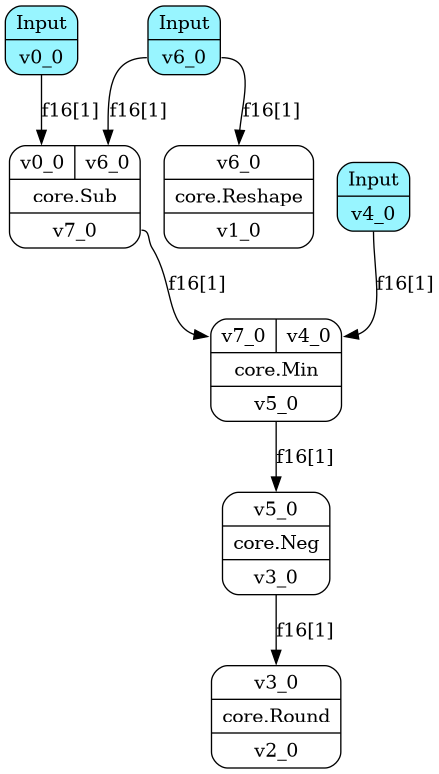 Input
v0_0
Input
v6_0
f16[1]
f16[1]
f16[1]
v0_0 v6_0
core.Sub
v7_0
v6_0
core.Reshape
v1_0
Input
v4_0
f16[1]
f16[1]
v7_0 v4_0
core.Min
v5_0
f16[1]
v5_0
core.Neg
v3_0
f16[1]
v3_0
core.Round
v2_0